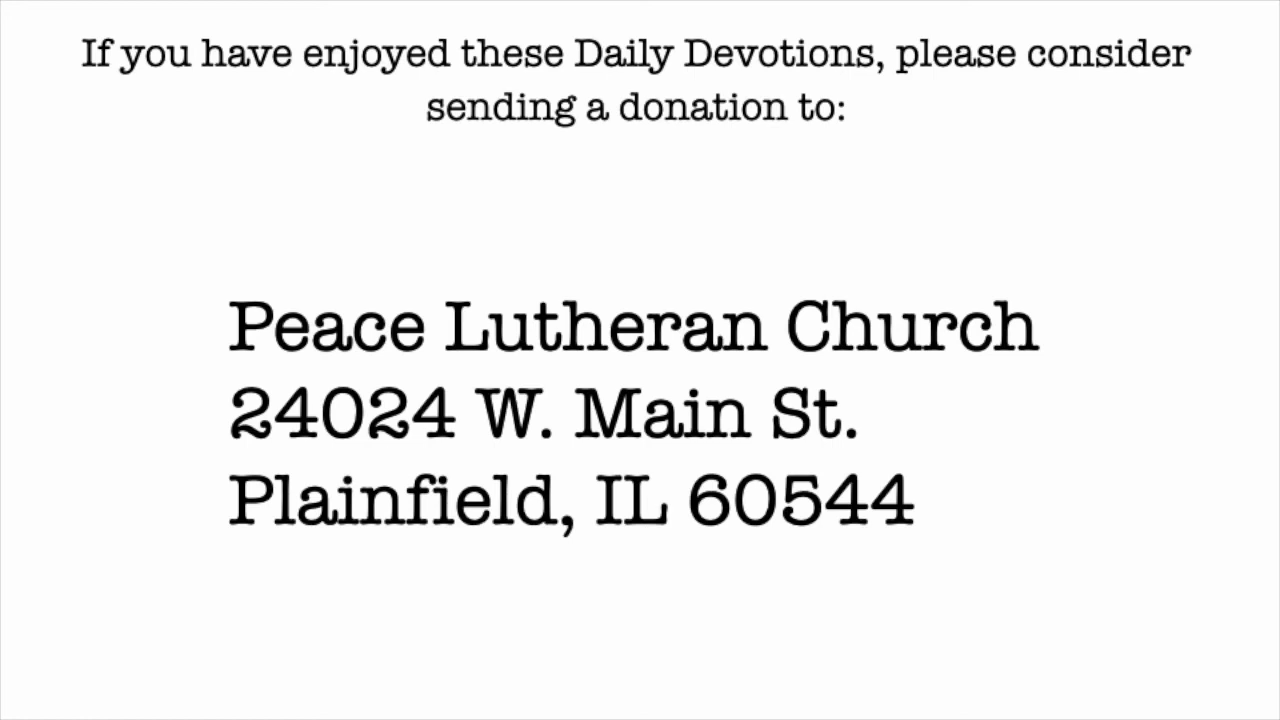 If you have enjoyed these Daily Devotions, please consider
sending a donation to:
Peace Lutheran Church
24024 W. Main St.
Plainfield, IL 60544